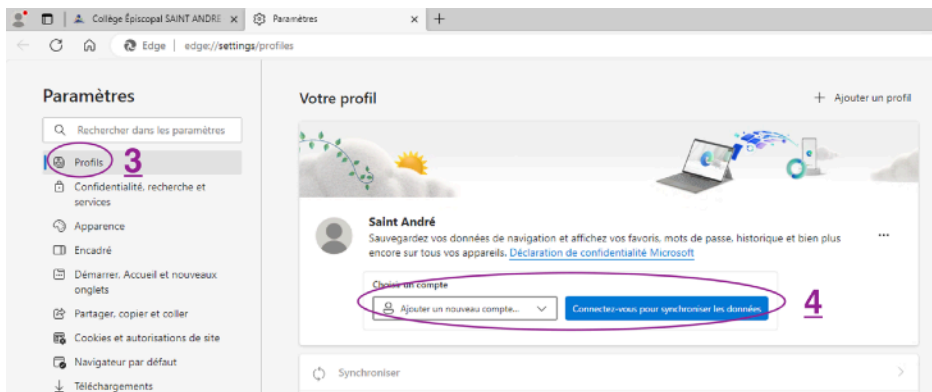 Collège Épiscopal SAINT ANDRE
Paramètres
Edge | edge://settings/profiles
Paramètres
Rechercher dans les paramètres
Profils
3
Confidentialité, recherche et
services
Apparence
Encadré
Démarrer, Accueil et nouveaux
onglets
Partager, copier et coller
Cookies et autorisations de site
Navigateur par défaut
Téléchargements
Votre profil
Ajouter un profil
Saint André
Sauvegardez vos données de navigation et affichez vos favoris, mots de passe, historique et bien plus
encore sur tous vos appareils. Déclaration de confidentialité Microsoft
Choisir un compte
Ajouter un nouveau compte...
Connectez-vous pour synchroniser les données
4
Synchroniser